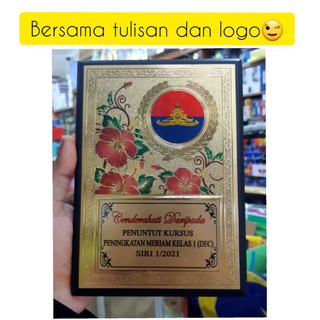 Bersama tulisan dan logo😉
Cenderahati Daripada
PENUNTUT KURSUS
PENINGKATAN MERIAM KELAS 1 (DEC)
SIRI 1/2021